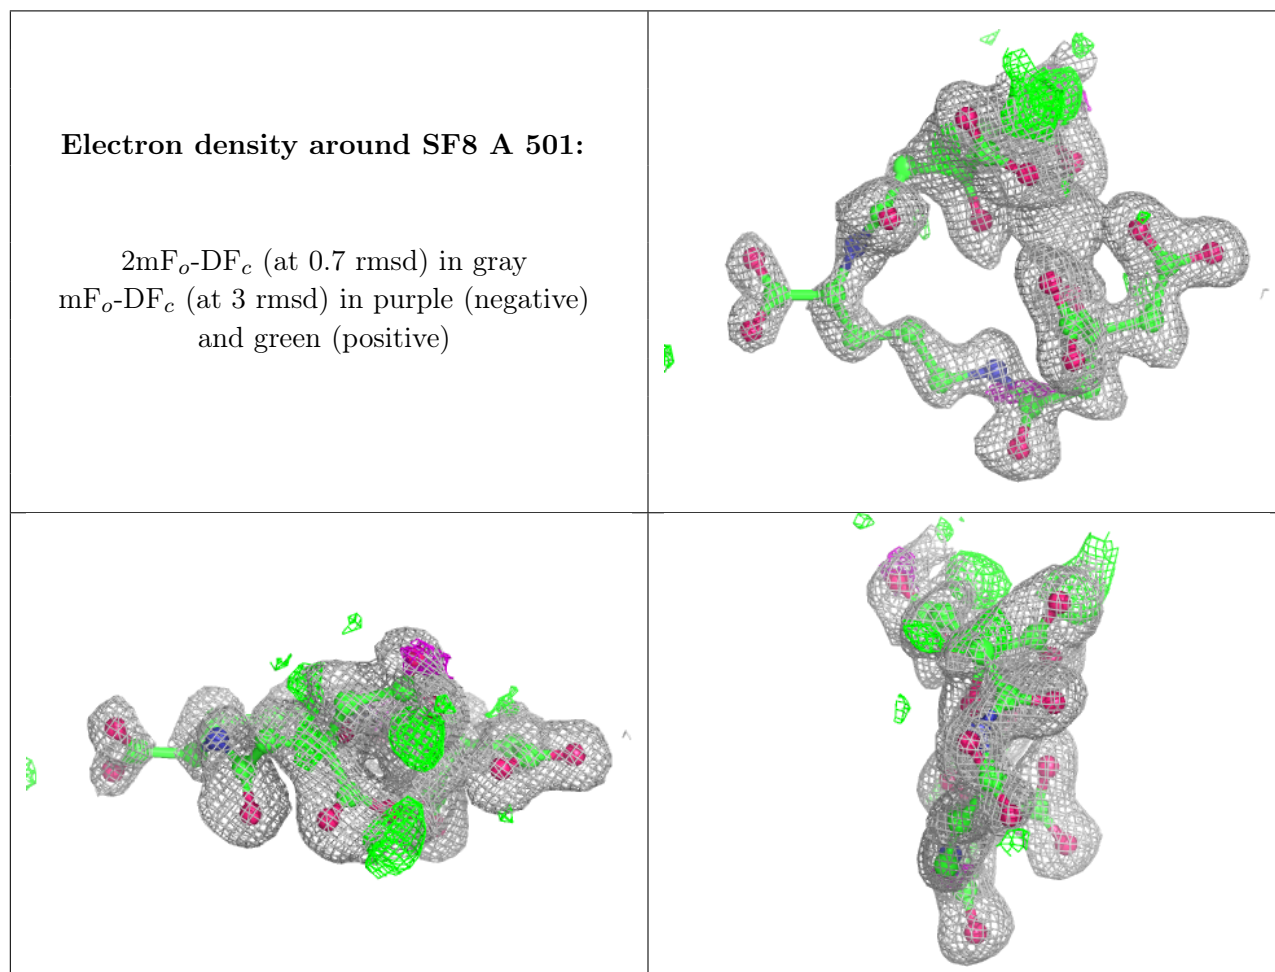 Electron density around SF8 A 501:
2mFo-DFc (at 0.7 rmsd) in gray
mFo-DFc (at 3 rmsd) in purple (negative)
and green (positive)